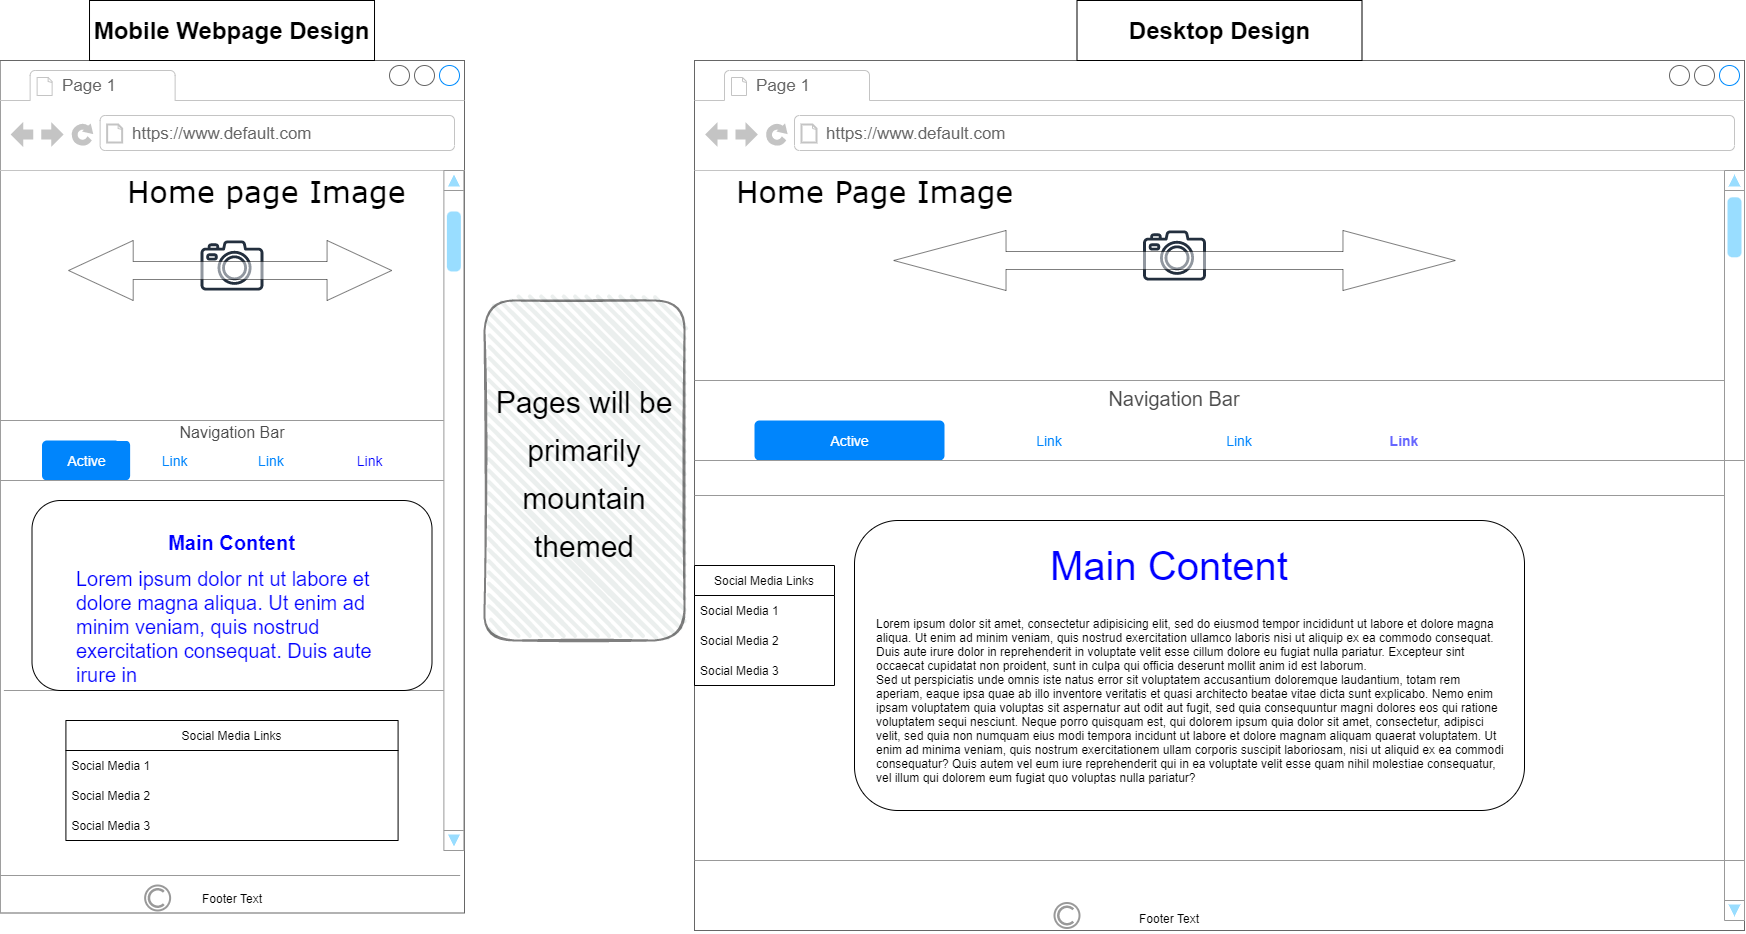 Mobile Webpage Design
Page 1
https://www.default.com
Home page Image
Navigation Bar
Active
Link
Link
Link
Main Content
Lorem ipsum dolor nt ut labore et
dolore magna aliqua. Ut enim ad
minim veniam, quis nostrud
exercitation consequat. Duis aute
irure in
Social Media Links
Social Media 1
Social Media 2
Social Media 3
©
Footer Text
Pages will be
primarily
mountain
themed
Desktop Design
Page 1
https://www.default.com
Home Page Image
Navigation Bar
Active
Link
Link
Link
Social Media Links
Social Media 1
Social Media 2
Social Media 3
Main Content
Lorem ipsum dolor sit amet, consectetur adipisicing elit, sed do eiusmod tempor incididunt ut labore et dolore magna
aliqua. Ut enim ad minim veniam, quis nostrud exercitation ullamco laboris nisi ut aliquip ex ea commodo consequat.
Duis aute irure dolor in reprehenderit in voluptate velit esse cillum dolore eu fugiat nulla pariatur. Excepteur sint
occaecat cupidatat non proident, sunt in culpa qui officia deserunt mollit anim id est laborum.
Sed ut perspiciatis unde omnis iste natus error sit voluptatem accusantium doloremque laudantium, totam rem
aperiam, eaque ipsa quae ab illo inventore veritatis et quasi architecto beatae vitae dicta sunt explicabo. Nemo enim
ipsam voluptatem quia voluptas sit aspernatur aut odit aut fugit, sed quia consequuntur magni dolores eos qui ratione
voluptatem sequi nesciunt. Neque porro quisquam est, qui dolorem ipsum quia dolor sit amet, consectetur, adipisci
velit, sed quia non numquam eius modi tempora incidunt ut labore et dolore magnam aliquam quaerat voluptatem. Ut
enim ad minima veniam, quis nostrum exercitationem ullam corporis suscipit laboriosam, nisi ut aliquid ex ea commodi
consequatur? Quis autem vel eum iure reprehenderit qui in ea voluptate velit esse quam nihil molestiae consequatur,
vel illum qui dolorem eum fugiat quo voluptas nulla pariatur?
©
Footer Text